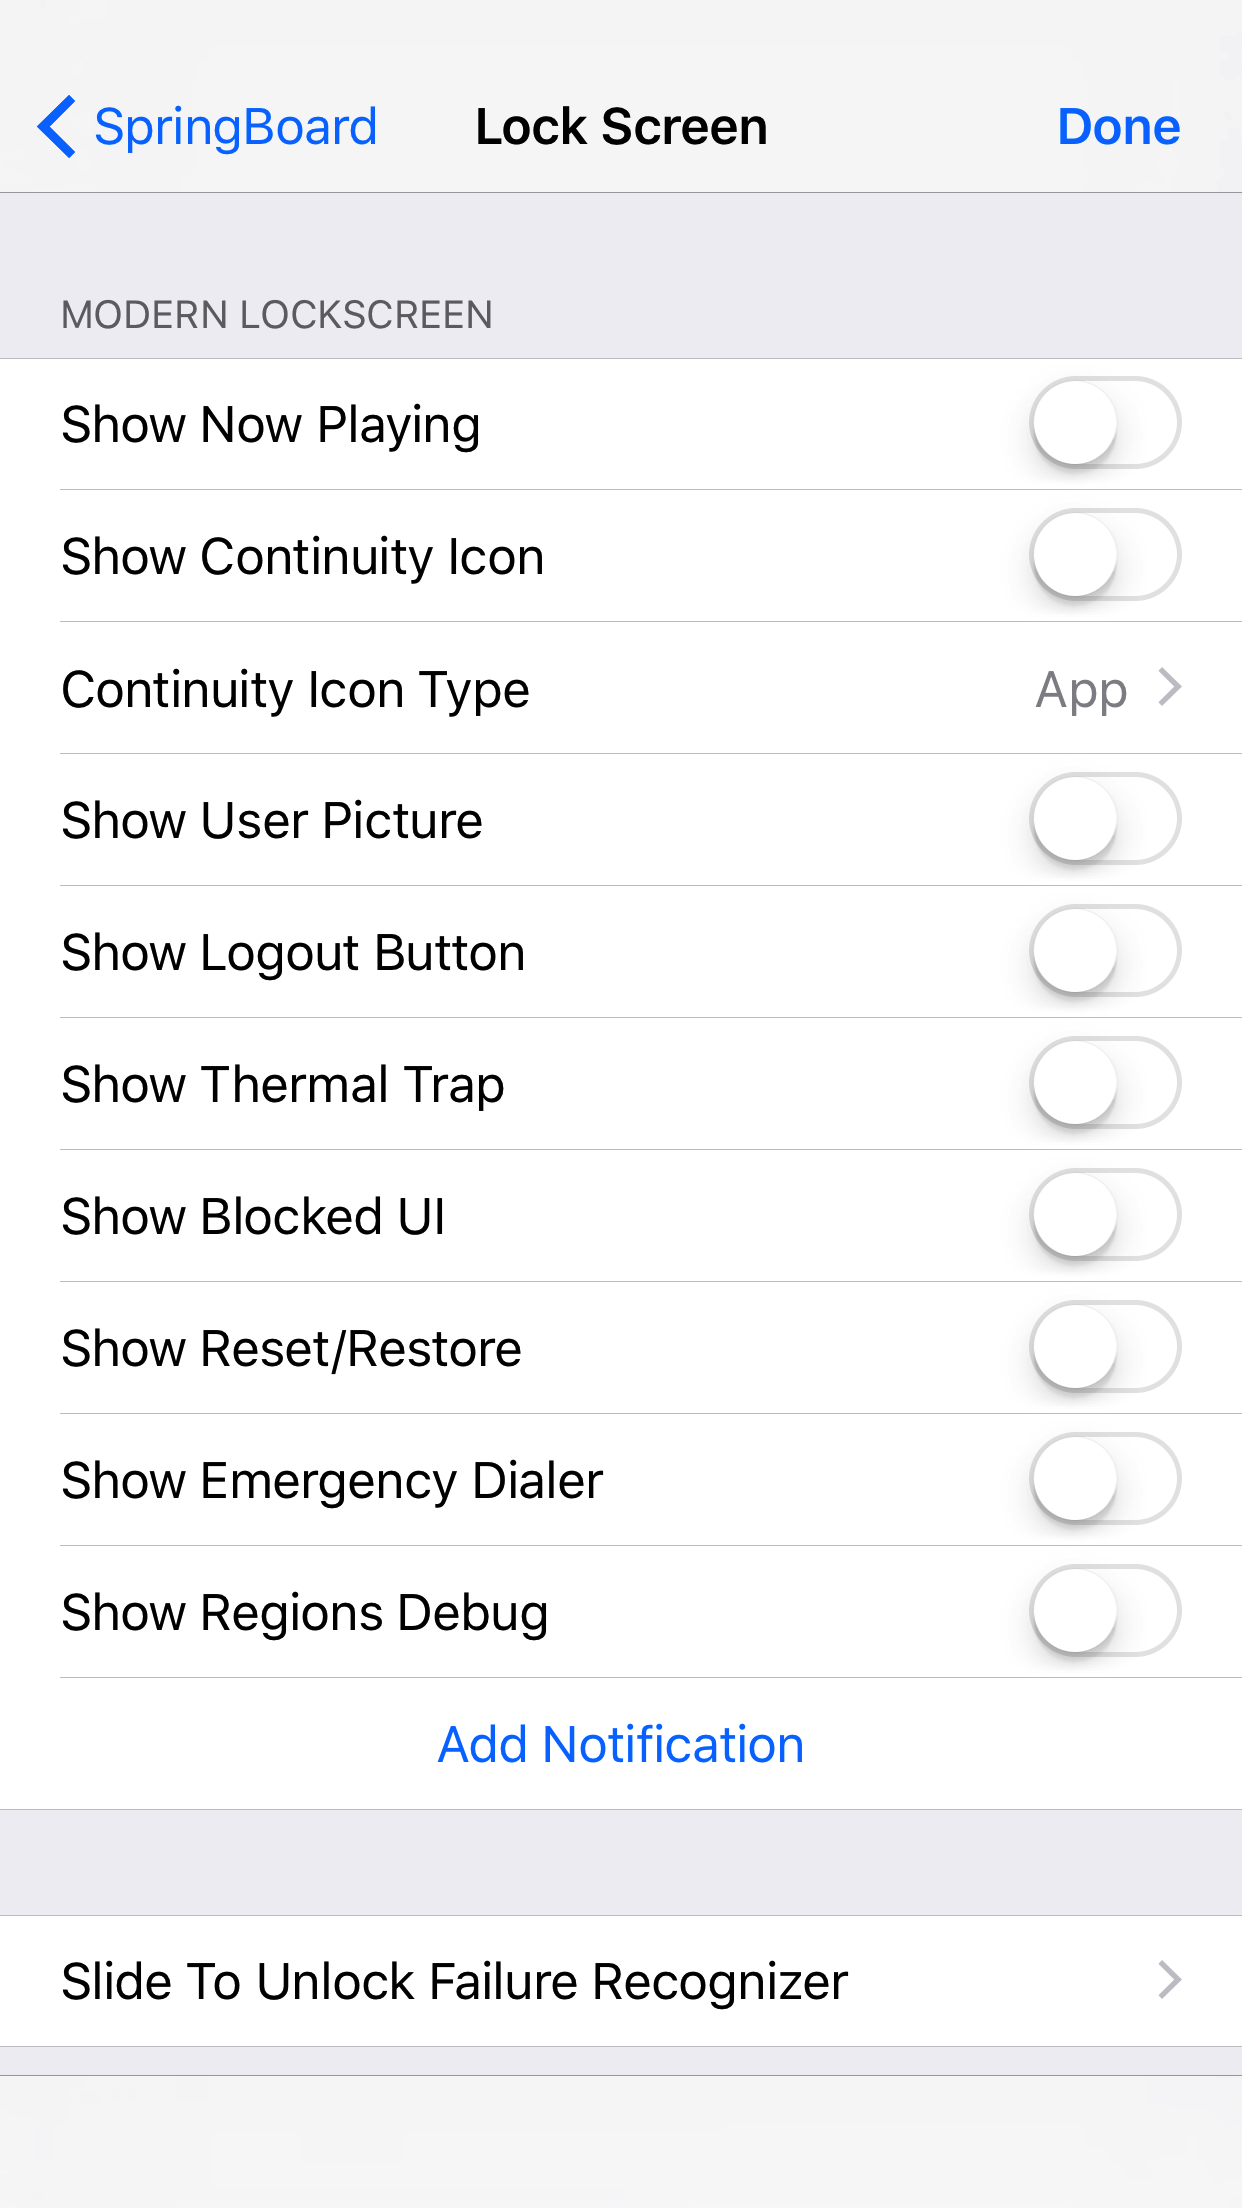 SpringBoard Lock Screen Done
MODERN LOCKSCREEN
Show Now Playing
Show Continuity Icon
Continuity Icon Type App
Show User Picture
Show Logout Button
Show Thermal Trap
Show Blocked UI
Show Reset/Restore
Show Emergency Dialer
Show Regions Debug
Add Notification
Slide To Unlock Failure Recognizer